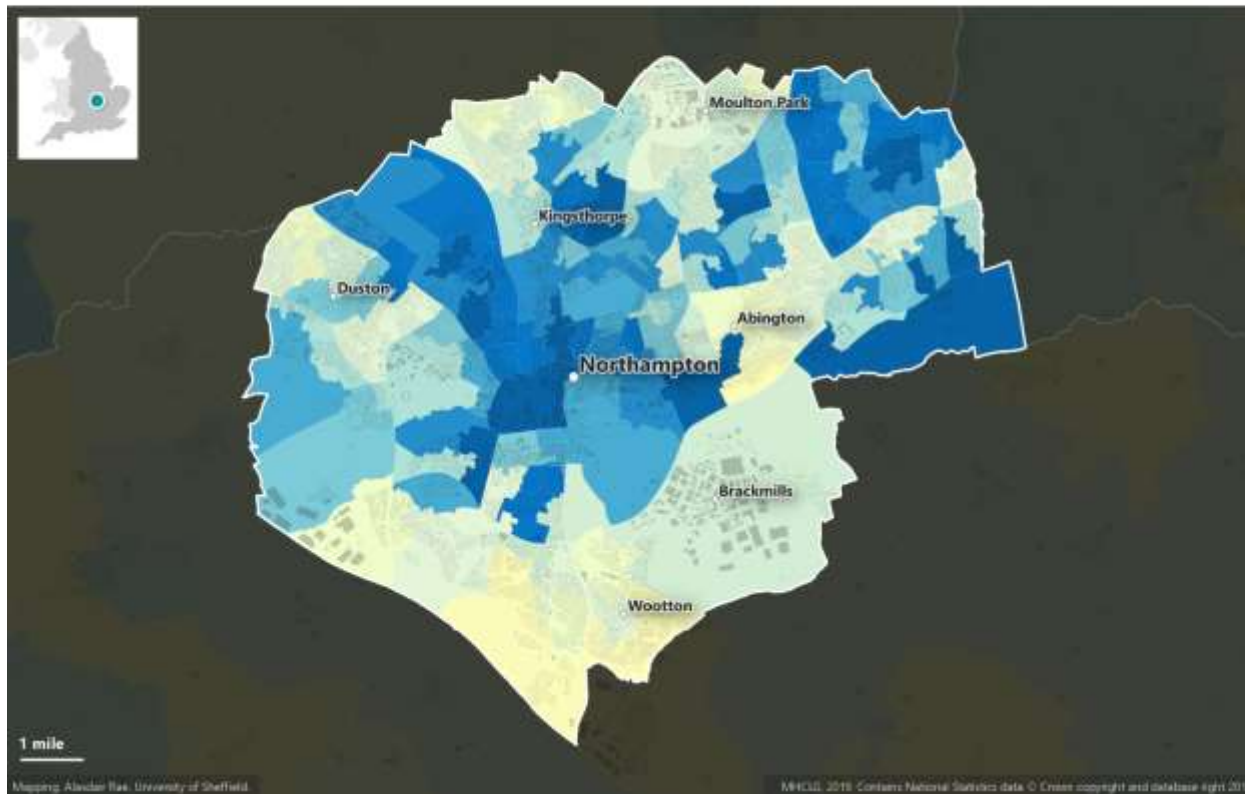 Moulton Park
Kingsthorpe
Duston
Abington
Northampton
Brackmills
Wootton
1 mile
Mapping: Alasdair Rae, University of Sheffield.
MHCLG, 2019. Contains National Statistics data. © Crown copyright and database right